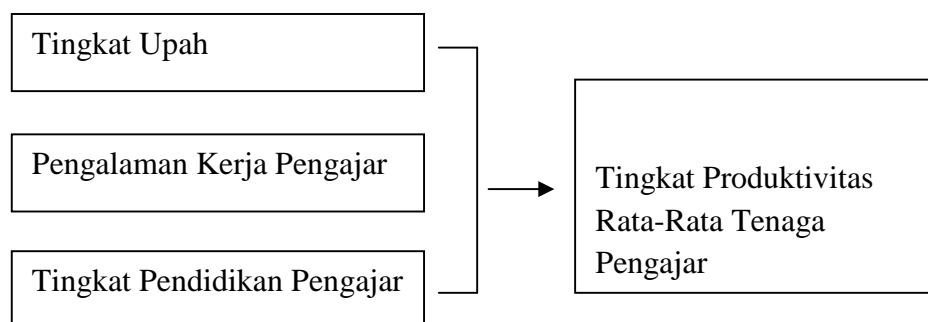 Tingkat Upah
Pengalaman Kerja Pengajar
Tingkat Pendidikan Pengajar
Tingkat Produktivitas
Rata-Rata Tenaga
Pengajar